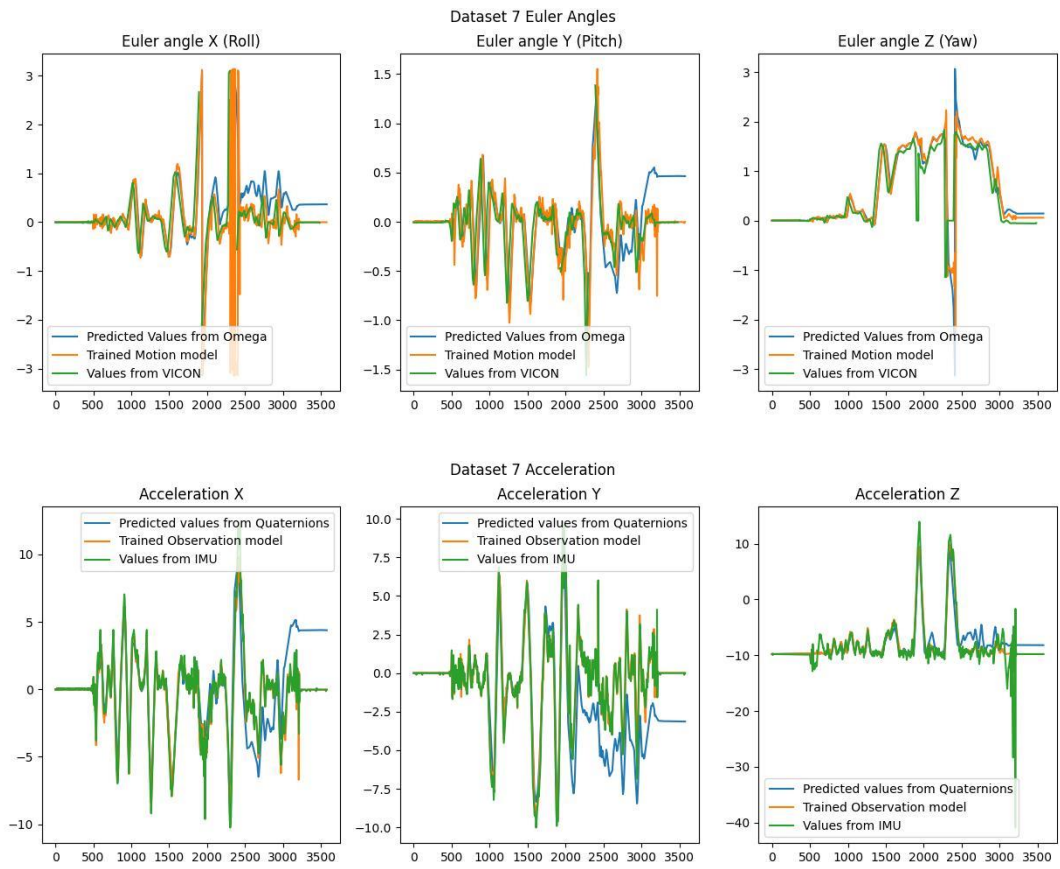 Dataset 7 Euler Angles
Euler angle X (Roll)
3
2
1
0
−1
−2
−3
Predicted Values from Omega
Trained Motion model
Values from VICON
0 500 1000 1500 2000 2500 3000 3500
Euler angle Y (Pitch)
1.5
1.0
0.5
0.0
−0.5
−1.0
−1.5
Predicted Values from Omega
Trained Motion model
Values from VICON
0 500 1000 1500 2000 2500 3000 3500
Euler angle Z (Yaw)
3
2
1
0
−1
−2
−3
Predicted Values from Omega
Trained Motion model
Values from VICON
0 500 1000 1500 2000 2500 3000 3500
Dataset 7 Acceleration
Acceleration X
Predicted values from Quaternions
Trained Observation model
Values from IMU
10
5
0
−5
−10
0 500 1000 1500 2000 2500 3000 3500
Acceleration Y
Predicted values from Quaternions
Trained Observation model
Values from IMU
10.0
7.5
5.0
2.5
0.0
−2.5
−5.0
−7.5
−10.0
0 500 1000 1500 2000 2500 3000 3500
Acceleration Z
10
0
−10
−20
−30
−40
Predicted values from Quaternions
Trained Observation model
Values from IMU
0 500 1000 1500 2000 2500 3000 3500